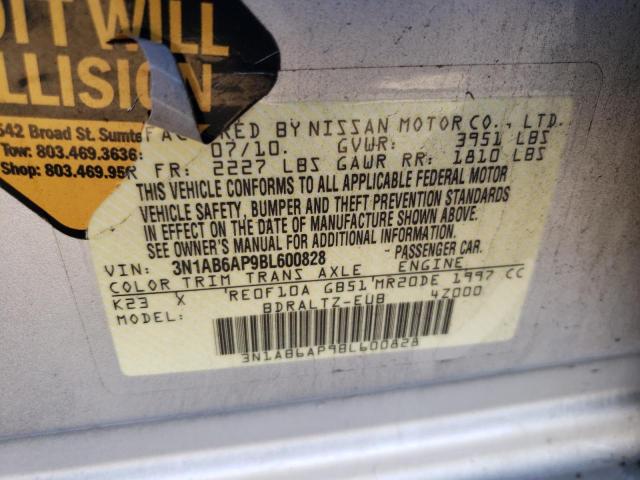 IT WILL
LLISION
542 Broad St. Sumte
Tow: 803.469.3636
Shop: 803.469.95
FAC RED BY NISSAN MOTOR CO., LTD.
07/10. GVWR: 3951 LBS
R FR: 2227 LBS GAWR RR: 1810 LBS
THIS VEHICLE CONFORMS TO ALL APPLICABLE FEDERAL MOTOR
VEHICLE SAFETY, BUMPER AND THEFT PREVENTION STANDARDS
IN EFFECT ON THE DATE OF MANUFACTURE SHOWN ABOVE.
SEE OWNER'S MANUAL FOR ADDITIONAL INFORMATION.
VIN: 3N1AB6AP9BL600828 - PASSENGER CAR.
COLOR TRIM TRANS AXLE ENGINE
K23 X RE0F10A GB51 MR20DE 1997 CC
MODEL: BDRALTZ-EUB 4Z000
3N1AB6AP9BL600828